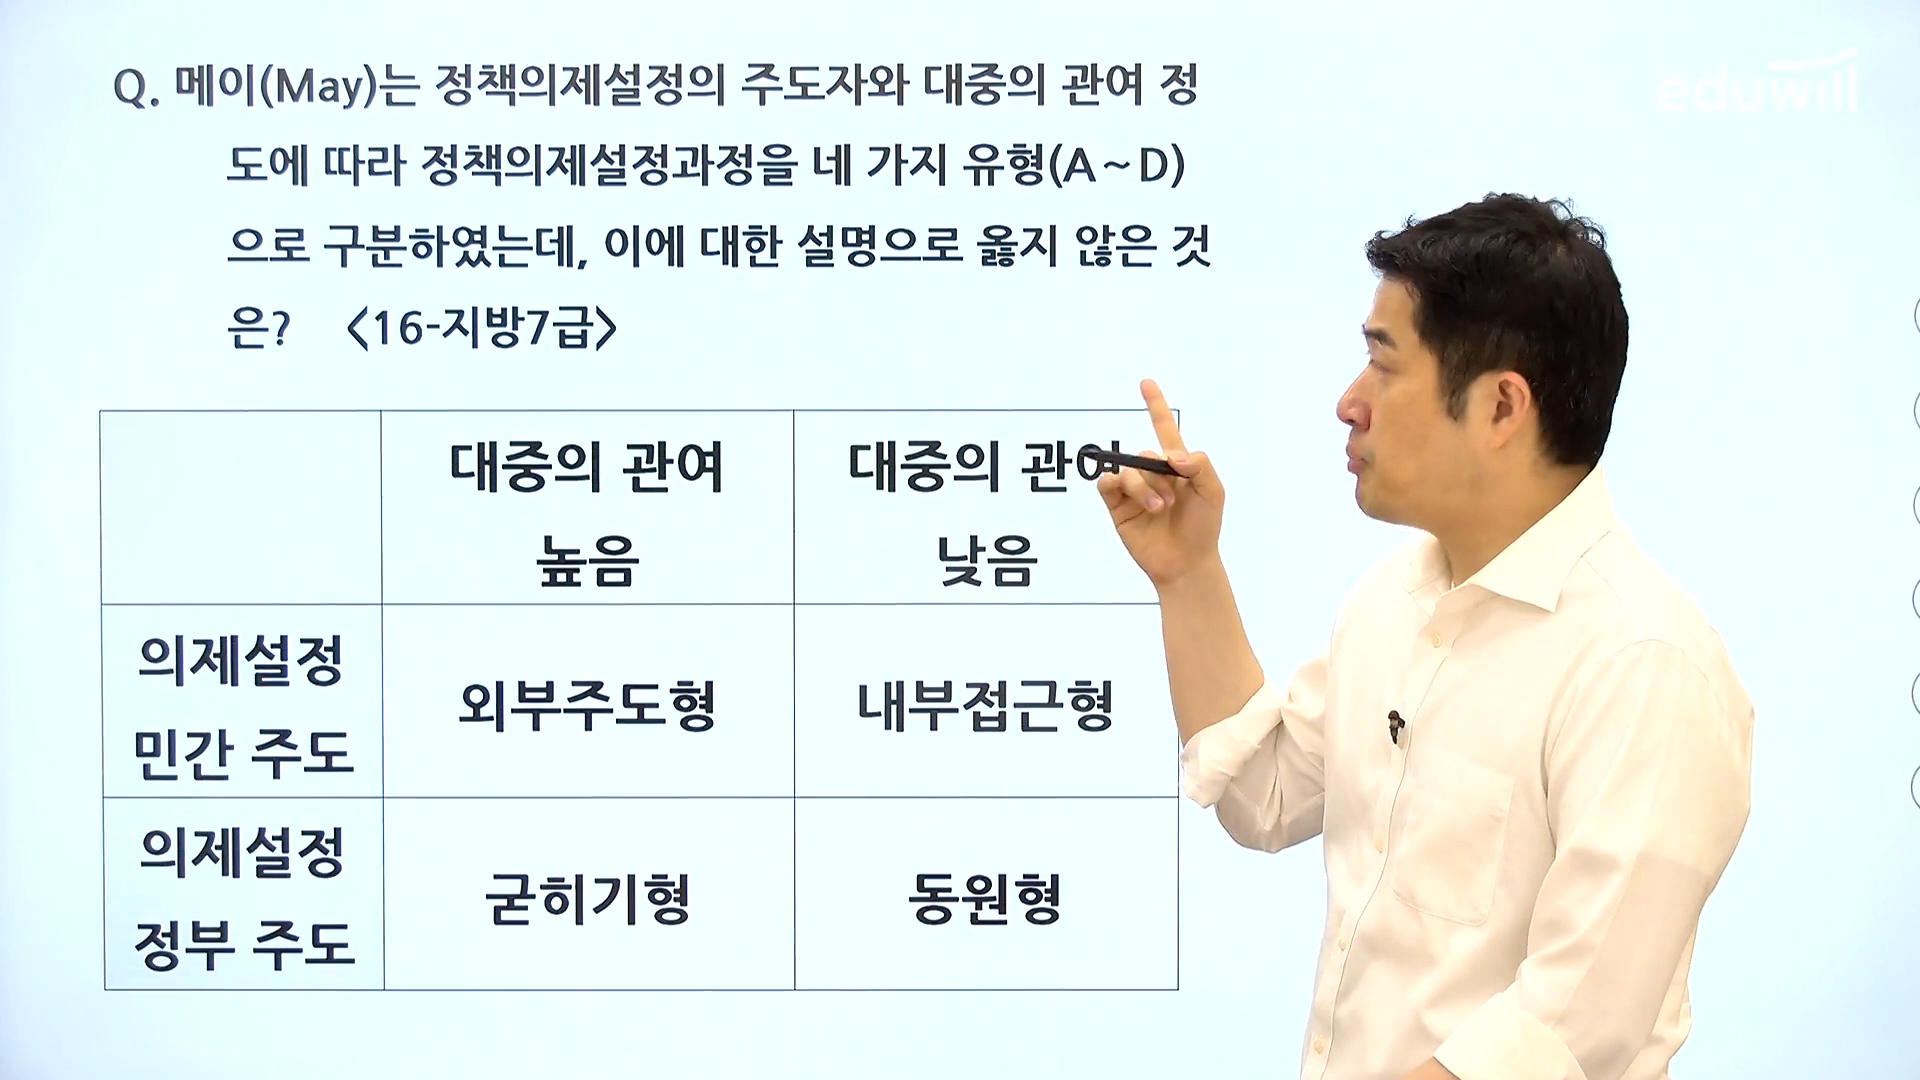 eduwill
Q. 메이(May)는 정책의제설정의 주도자와 대중의 관여 정
도에 따라 정책의제설정과정을 네 가지 유형(A~D)
으로 구분하였는데, 이에 대한 설명으로 옳지 않은 것
은? <16-지방7급>
대중의 관여
높음
대중의 관여
낮음
의제설정
민간 주도
외부주도형
내부접근형
의제설정
정부 주도
굳히기형
동원형